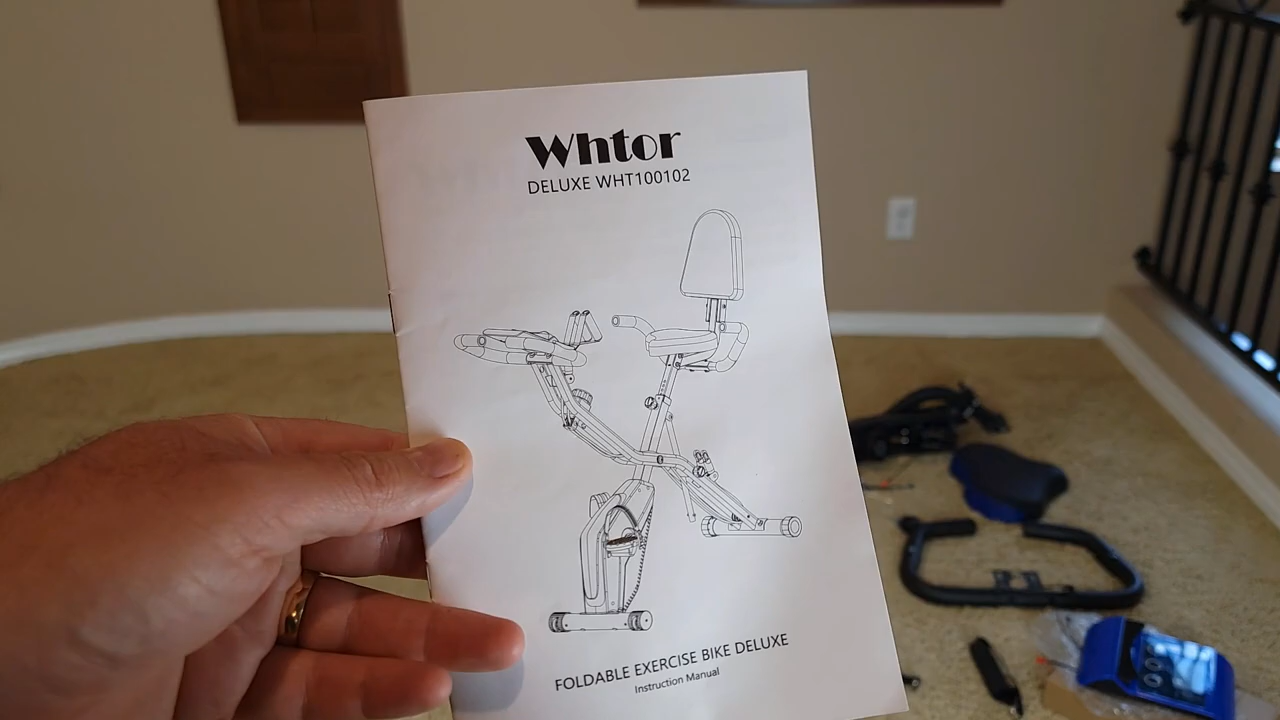 Whtor
DELUXE WHT100102
FOLDABLE EXERCISE BIKE DELUXE
Instruction Manual